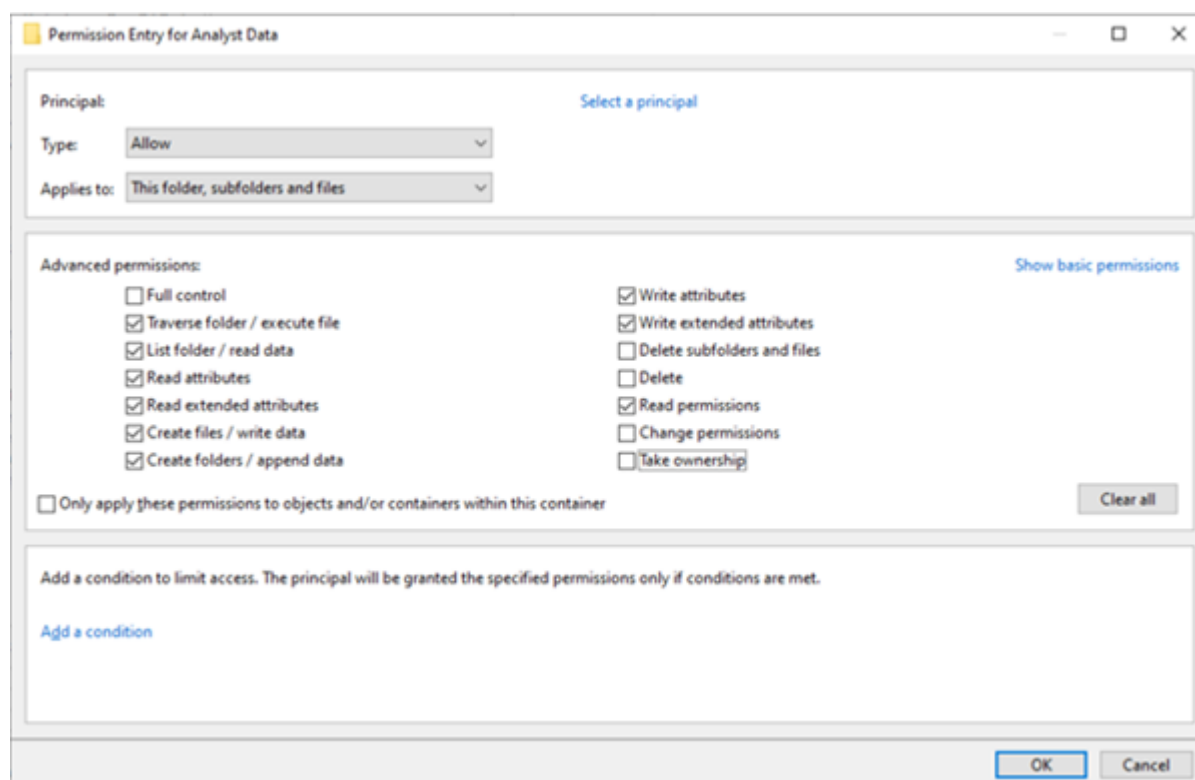 Permission Entry for Analyst Data
Principal: Select a principal
Type: Allow
Applies to: This folder, subfolders and files
Advanced permissions: Show basic permissions
Full control Write attributes
Traverse folder / execute file Write extended attributes
List folder / read data Delete subfolders and files
Read attributes Delete
Read extended attributes Read permissions
Create files / write data Change permissions
Create folders / append data Take ownership
Only apply these permissions to objects and/or containers within this container Clear all
Add a condition to limit access. The principal will be granted the specified permissions only if conditions are met.
Add a condition
OK Cancel